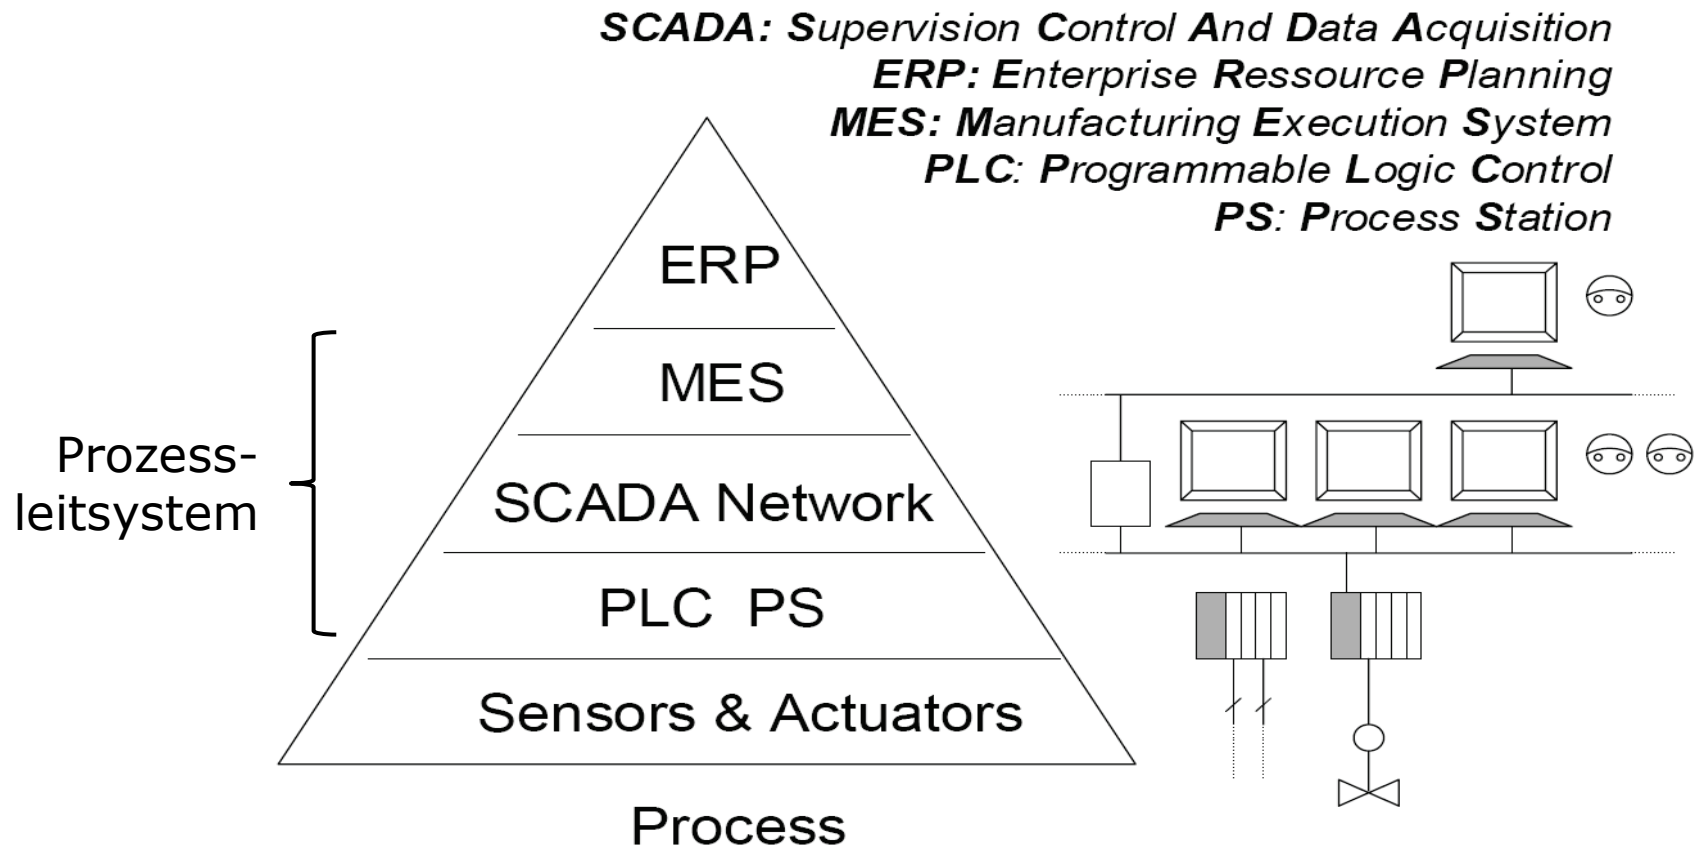 SCADA: Supervision Control And Data Acquisition
ERP: Enterprise Ressource Planning
MES: Manufacturing Execution System
PLC: Programmable Logic Control
PS: Process Station
ERP
MES
Prozess-
leitsystem
SCADA Network
PLC PS
Sensors & Actuators
Process